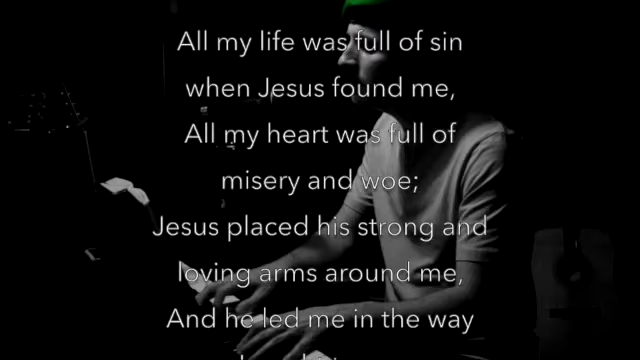 All my life was full of sin
when Jesus found me,
All my heart was full of
misery and woe;
Jesus placed his strong and
loving arms around me,
And he led me in the way